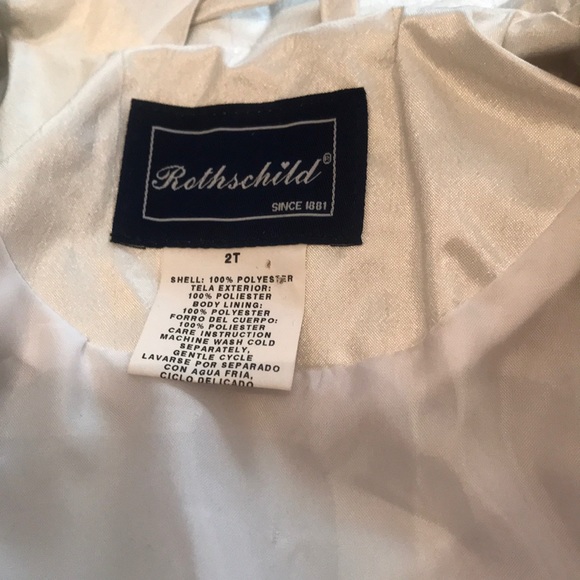 Rothschild®
SINCE 1881
2T
SHELL: 100% POLYESTER
TELA EXTERIOR:
100% POLIESTER
BODY LINING:
100% POLYESTER
FORRO DEL CUERPO:
100% POLIESTER
CARE INSTRUCTION
MACHINE WASH COLD
SEPARATELY,
GENTLE CYCLE
LAVARSE POR SEPARADO
CON AGUA FRIA,
CICLO DELICADO